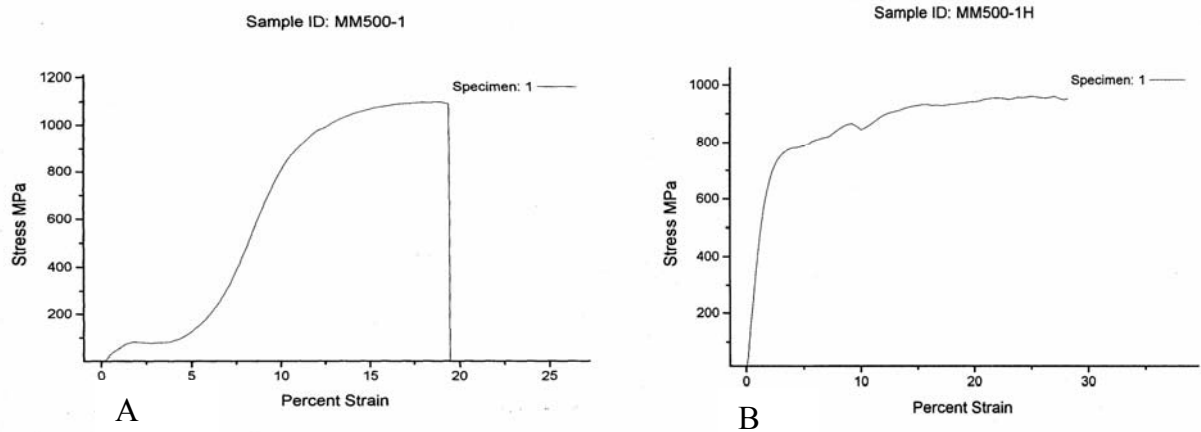 Sample ID: MM500-1
1200
1000
800
600
400
200
Stress MPa
Specimen: 1
0
5
10
15
20
25
Percent Strain
A
Sample ID: MM500-1H
1000
800
600
400
200
Stress MPa
Specimen: 1
0
10
20
30
Percent Strain
B